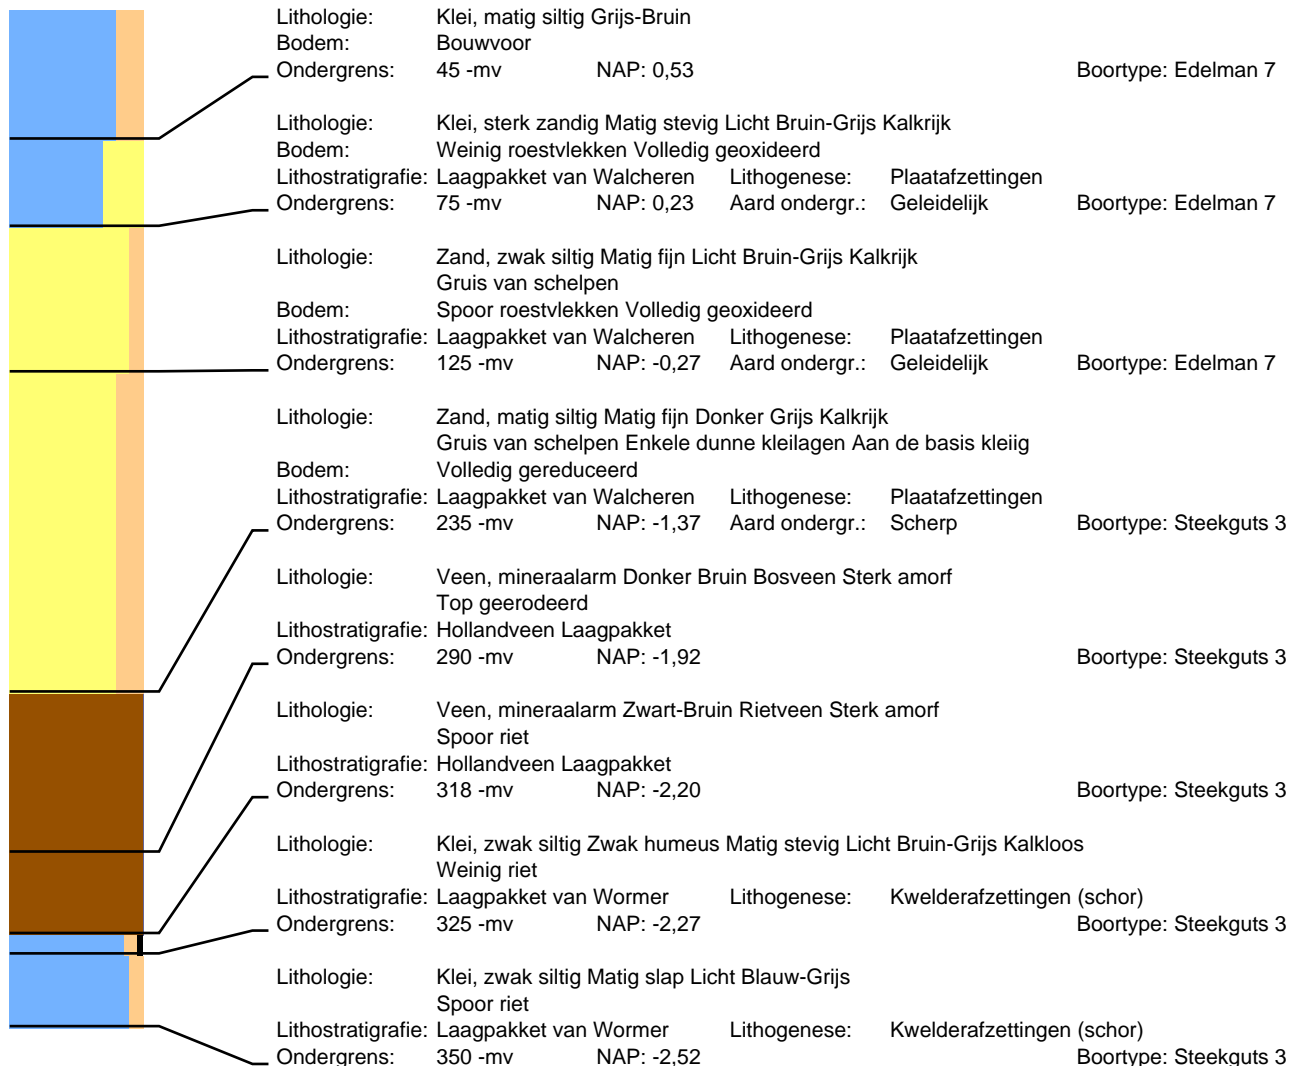 Lithologie: Klei, matig siltig Grijs-Bruin
Bodem: Bouwvoor
Ondergrens: 45 -mv NAP: 0,53 Boortype: Edelman 7
Lithologie: Klei, sterk zandig Matig stevig Licht Bruin-Grijs Kalkrijk
Bodem: Weinig roestvlekken Volledig geoxideerd
Lithostratigrafie: Laagpakket van Walcheren Lithogenese: Plaatafzettingen
Ondergrens: 75 -mv NAP: 0,23 Aard ondergr.: Geleidelijk Boortype: Edelman 7
Lithologie: Zand, zwak siltig Matig fijn Licht Bruin-Grijs Kalkrijk
Gruis van schelpen
Bodem: Spoor roestvlekken Volledig geoxideerd
Lithostratigrafie: Laagpakket van Walcheren Lithogenese: Plaatafzettingen
Ondergrens: 125 -mv NAP: -0,27 Aard ondergr.: Geleidelijk Boortype: Edelman 7
Lithologie: Zand, matig siltig Matig fijn Donker Grijs Kalkrijk
Gruis van schelpen Enkele dunne kleilagen Aan de basis kleiig
Bodem: Volledig gereduceerd
Lithostratigrafie: Laagpakket van Walcheren Lithogenese: Plaatafzettingen
Ondergrens: 235 -mv NAP: -1,37 Aard ondergr.: Scherp Boortype: Steekguts 3
Lithologie: Veen, mineraalarm Donker Bruin Bosveen Sterk amorf
Top geerodeerd
Lithostratigrafie: Hollandveen Laagpakket
Ondergrens: 290 -mv NAP: -1,92 Boortype: Steekguts 3
Lithologie: Veen, mineraalarm Zwart-Bruin Rietveen Sterk amorf
Spoor riet
Lithostratigrafie: Hollandveen Laagpakket
Ondergrens: 318 -mv NAP: -2,20 Boortype: Steekguts 3
Lithologie: Klei, zwak siltig Zwak humeus Matig stevig Licht Bruin-Grijs Kalkloos
Weinig riet
Lithostratigrafie: Laagpakket van Wormer Lithogenese: Kwelderafzettingen (schor)
Ondergrens: 325 -mv NAP: -2,27 Boortype: Steekguts 3
Lithologie: Klei, zwak siltig Matig slap Licht Blauw-Grijs
Spoor riet
Lithostratigrafie: Laagpakket van Wormer Lithogenese: Kwelderafzettingen (schor)
Ondergrens: 350 -mv NAP: -2,52 Boortype: Steekguts 3